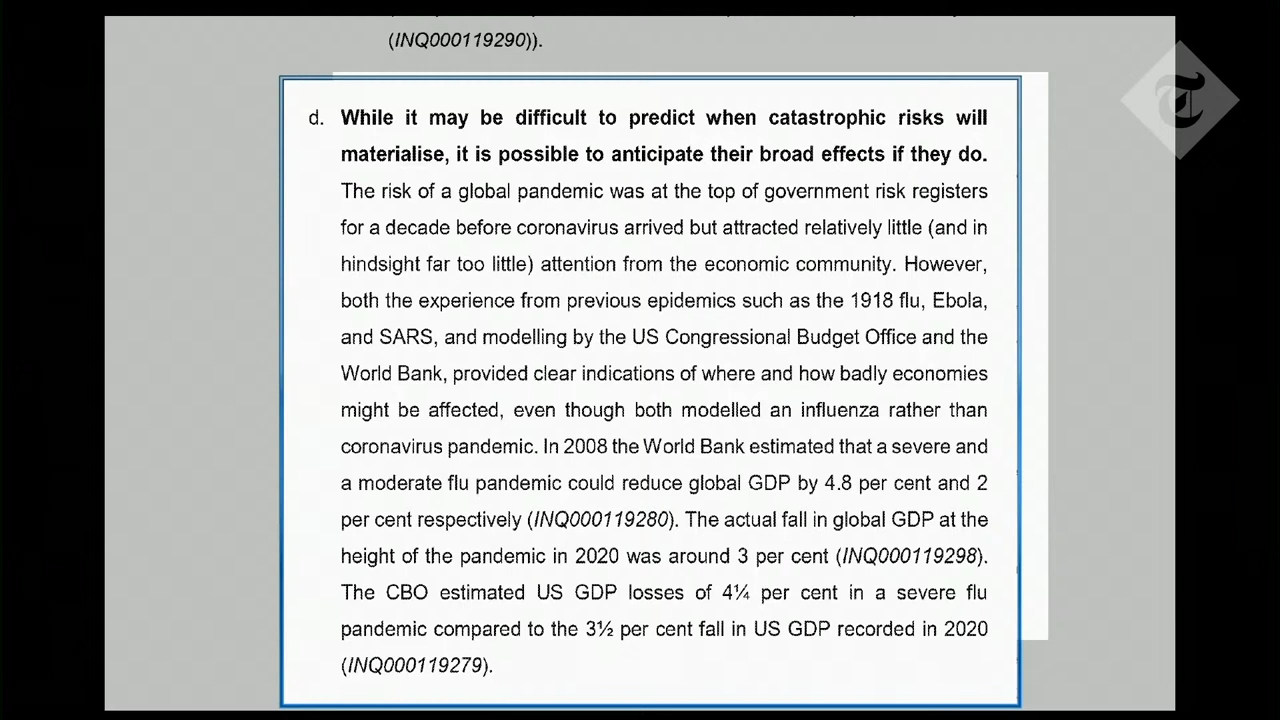 (INQ000119290)).
d. While it may be difficult to predict when catastrophic risks will
materialise, it is possible to anticipate their broad effects if they do.
The risk of a global pandemic was at the top of government risk registers
for a decade before coronavirus arrived but attracted relatively little (and in
hindsight far too little) attention from the economic community. However,
both the experience from previous epidemics such as the 1918 flu, Ebola,
and SARS, and modelling by the US Congressional Budget Office and the
World Bank, provided clear indications of where and how badly economies
might be affected, even though both modelled an influenza rather than
coronavirus pandemic. In 2008 the World Bank estimated that a severe and
a moderate flu pandemic could reduce global GDP by 4.8 per cent and 2
per cent respectively (INQ000119280). The actual fall in global GDP at the
height of the pandemic in 2020 was around 3 per cent (INQ000119298).
The CBO estimated US GDP losses of 4¼ per cent in a severe flu
pandemic compared to the 3½ per cent fall in US GDP recorded in 2020
(INQ000119279).
T